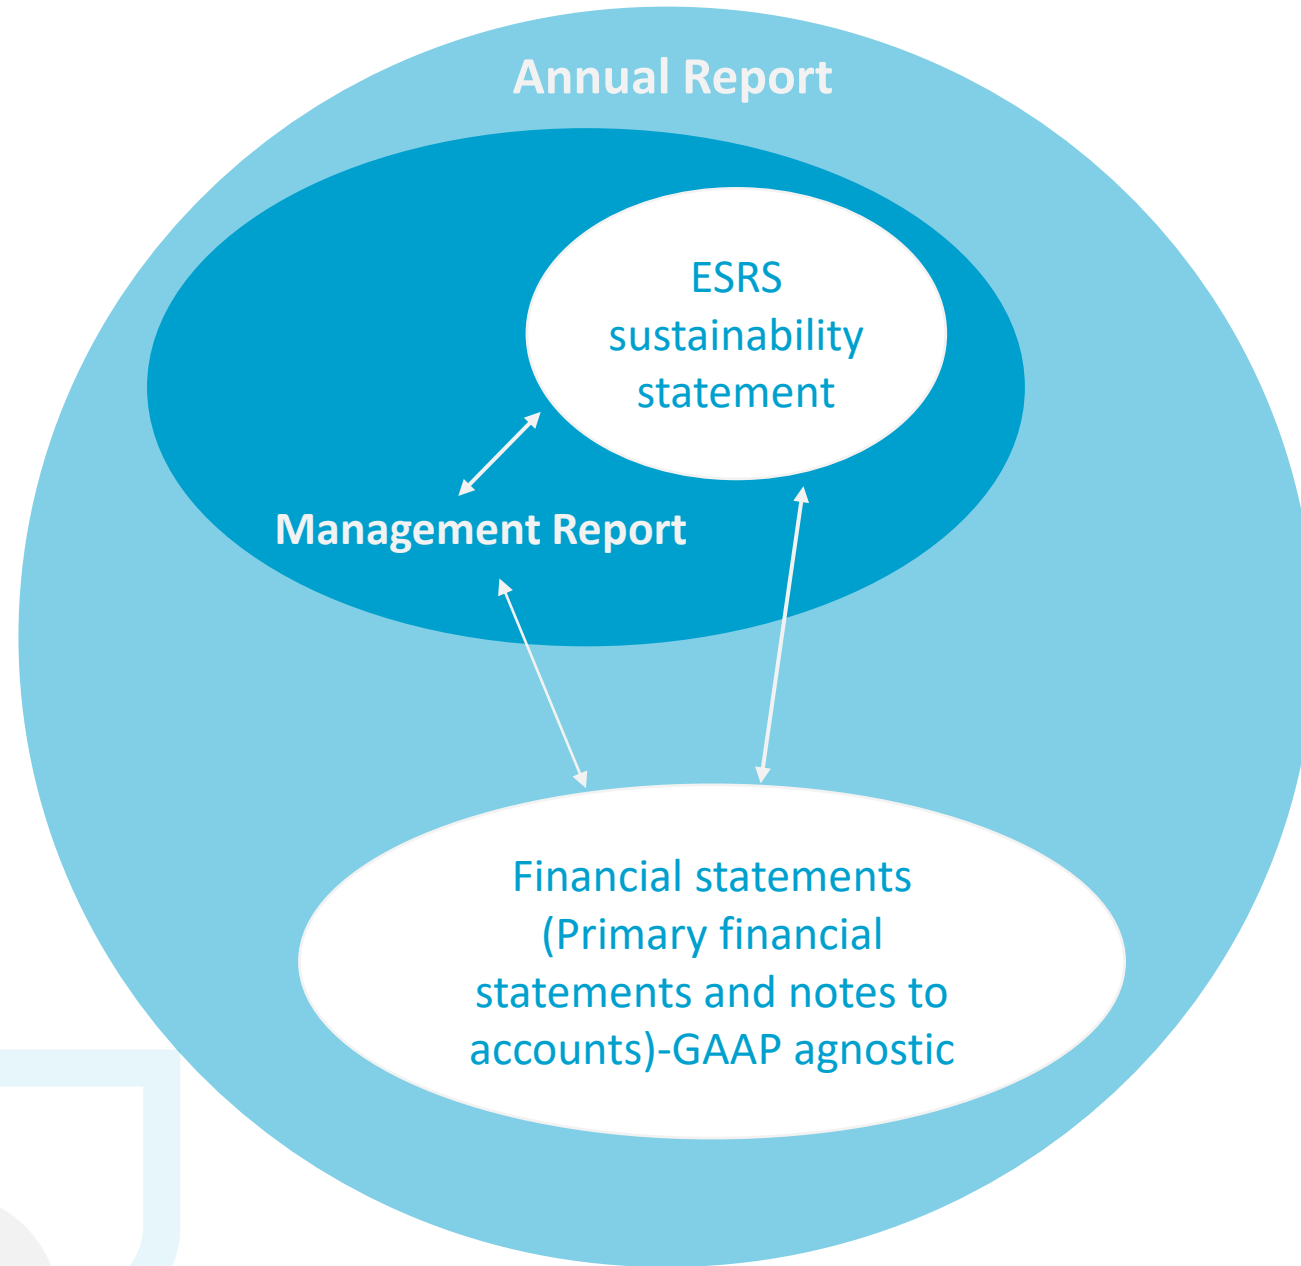 Annual Report
ESRS
sustainability
statement
Management Report
Financial statements
(Primary financial
statements and notes to
accounts)-GAAP agnostic